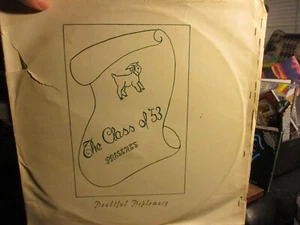 The Class of '53
PRESENTS
Doubtful Diplomacy